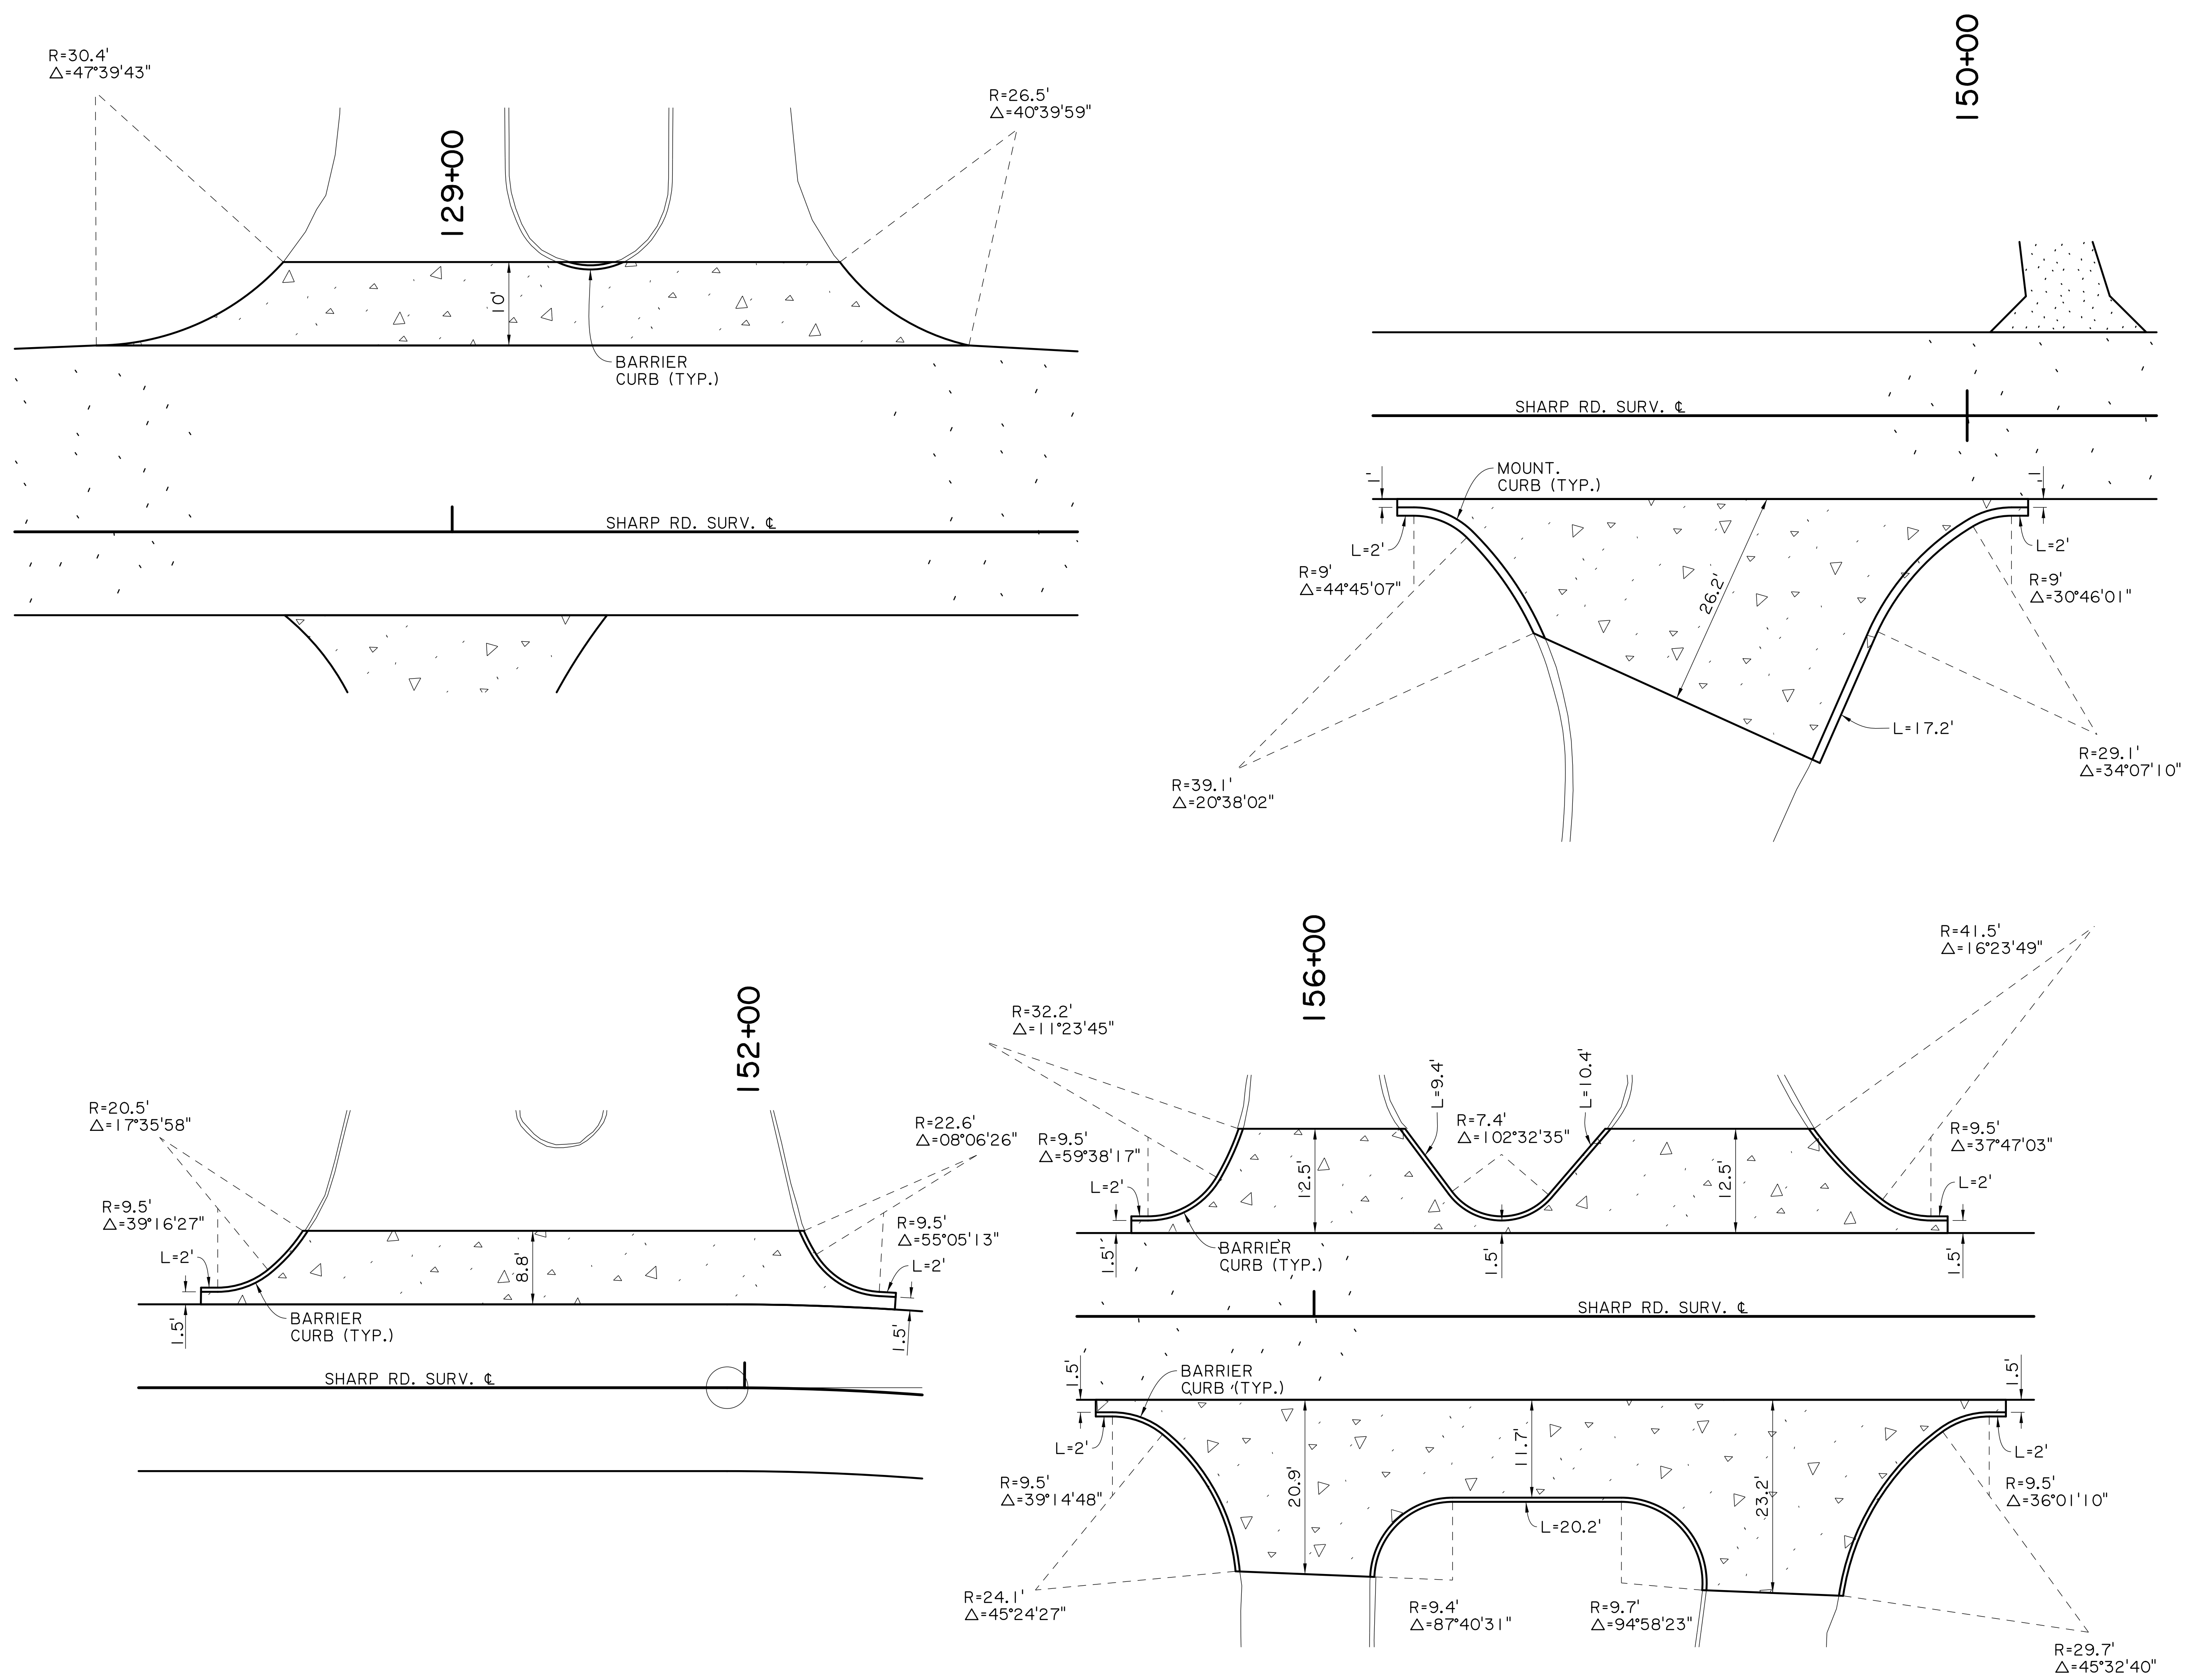 R=30.4'
△=47°39'43"
129+00
R=26.5'
△=40°39'59"
10'
BARRIER
CURB (TYP.)
SHARP RD. SURV. ℄
150+00
SHARP RD. SURV. ℄
1'
MOUNT.
CURB (TYP.)
1'
L=2'
R=9'
△=44°45'07"
26.2'
L=2'
R=9'
△=30°46'01"
L=17.2'
R=39.1'
△=20°38'02"
R=29.1'
△=34°07'10"
152+00
R=20.5'
△=17°35'58"
R=22.6'
△=08°06'26"
R=9.5'
△=39°16'27"
R=9.5'
△=55°05'13"
L=2'
L=2'
8.8'
1.5'
BARRIER
CURB (TYP.)
1.5'
SHARP RD. SURV. ℄
156+00
R=41.5'
△=16°23'49"
R=32.2'
△=11°23'45"
L=9.4'
L=10.4'
R=7.4'
△=102°32'35"
R=9.5'
△=59°38'17"
R=9.5'
△=37°47'03"
L=2'
12.5'
12.5'
L=2'
1.5'
BARRIER
CURB (TYP.)
1.5'
1.5'
SHARP RD. SURV. ℄
1.5'
BARRIER
CURB (TYP.)
1.5'
L=2'
11.7'
L=2'
R=9.5'
△=39°14'48"
20.9'
23.2'
R=9.5'
△=36°01'10"
L=20.2'
R=24.1'
△=45°24'27"
R=9.4'
△=87°40'31"
R=9.7'
△=94°58'23"
R=29.7'
△=45°32'40"